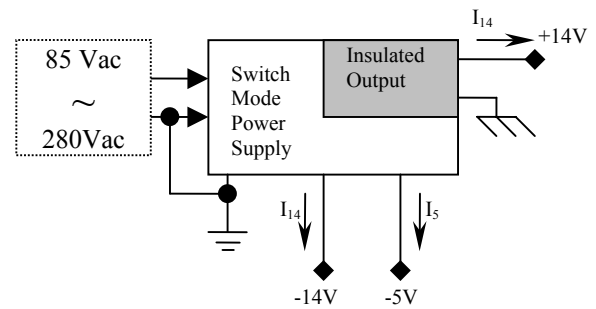 85 Vac
~
280Vac
Switch
Mode
Power
Supply
Insulated
Output
I14
+14V
I14
I5
-14V
-5V